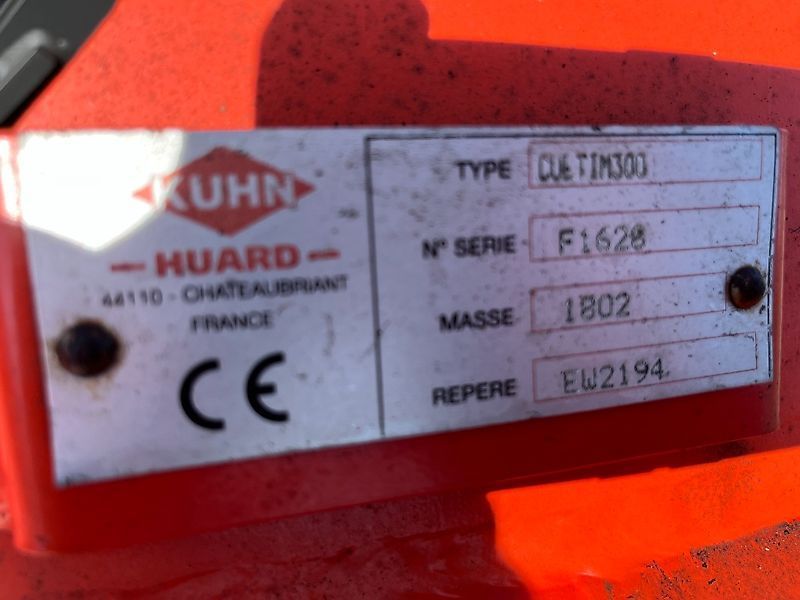 KUHN
HUARD
44110 - CHATEAUBRIANT
FRANCE
CE
TYPE CUETIM300
N° SERIE F1628
MASSE 1802
REPERE EW2194